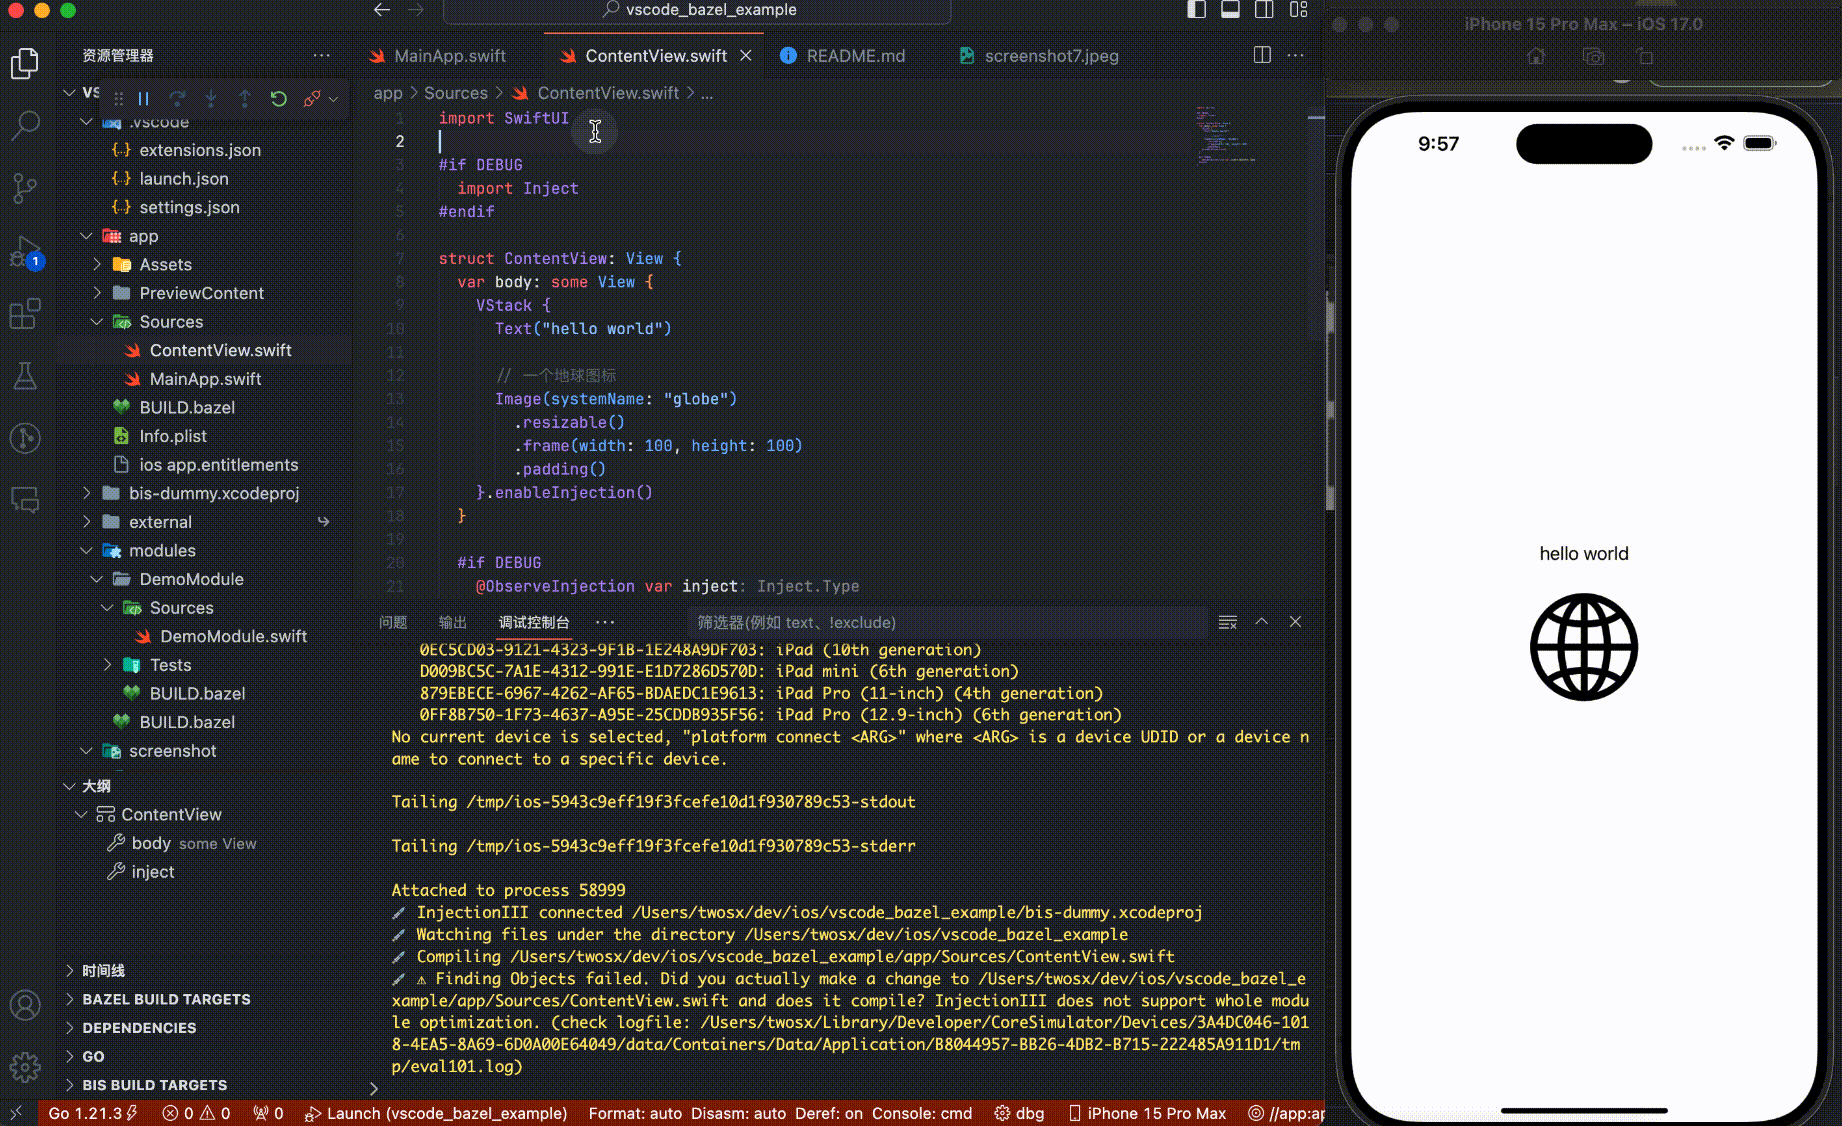 vscode_bazel_example
iPhone 15 Pro Max – iOS 17.0
资源管理器
MainApp.swift
ContentView.swift
README.md
screenshot7.jpeg
VS
app > Sources > ContentView.swift > ...
.vscode
extensions.json
launch.json
settings.json
app
Assets
PreviewContent
Sources
ContentView.swift
MainApp.swift
BUILD.bazel
Info.plist
ios app.entitlements
bis-dummy.xcodeproj
external
modules
DemoModule
Sources
DemoModule.swift
Tests
BUILD.bazel
BUILD.bazel
screenshot
大纲
ContentView
body some View
inject
时间线
BAZEL BUILD TARGETS
DEPENDENCIES
GO
BIS BUILD TARGETS
1
1 import SwiftUI
2
3 #if DEBUG
4 import Inject
5 #endif
6
7 struct ContentView: View {
8 var body: some View {
9 VStack {
10 Text("hello world")
11
12 // 一个地球图标
13 Image(systemName: "globe")
14 .resizable()
15 .frame(width: 100, height: 100)
16 .padding()
17 }.enableInjection()
18 }
19
20 #if DEBUG
21 @ObserveInjection var inject: Inject.Type
问题 输出 调试控制台 ···
筛选器(例如 text、!exclude)
0EC5CD03-9121-4323-9F1B-1E248A9DF703: iPad (10th generation)
D009BC5C-7A1E-4312-991E-E1D7286D570D: iPad mini (6th generation)
879EBECE-6967-4262-AF65-BDAEDC1E9613: iPad Pro (11-inch) (4th generation)
0FF8B750-1F73-4637-A95E-25CDDB935F56: iPad Pro (12.9-inch) (6th generation)
No current device is selected, "platform connect <ARG>" where <ARG> is a device UDID or a device n
ame to connect to a specific device.
Tailing /tmp/ios-5943c9eff19f3fcefe10d1f930789c53-stdout
Tailing /tmp/ios-5943c9eff19f3fcefe10d1f930789c53-stderr
Attached to process 58999
InjectionIII connected /Users/twosx/dev/ios/vscode_bazel_example/bis-dummy.xcodeproj
Watching files under the directory /Users/twosx/dev/ios/vscode_bazel_example
Compiling /Users/twosx/dev/ios/vscode_bazel_example/app/Sources/ContentView.swift
⚠ Finding Objects failed. Did you actually make a change to /Users/twosx/dev/ios/vscode_bazel_e
xample/app/Sources/ContentView.swift and does it compile? InjectionIII does not support whole modu
le optimization. (check logfile: /Users/twosx/Library/Developer/CoreSimulator/Devices/3A4DC046-101
8-4EA5-8A69-6D0A00E64049/data/Containers/Data/Application/B8044957-BB26-4DB2-B715-222485A911D1/tm
p/eval101.log)
9:57
hello world
Go 1.21.3 0 0 0 Launch (vscode_bazel_example) Format: auto Disasm: auto Deref: on Console: cmd dbg iPhone 15 Pro Max //app:ap